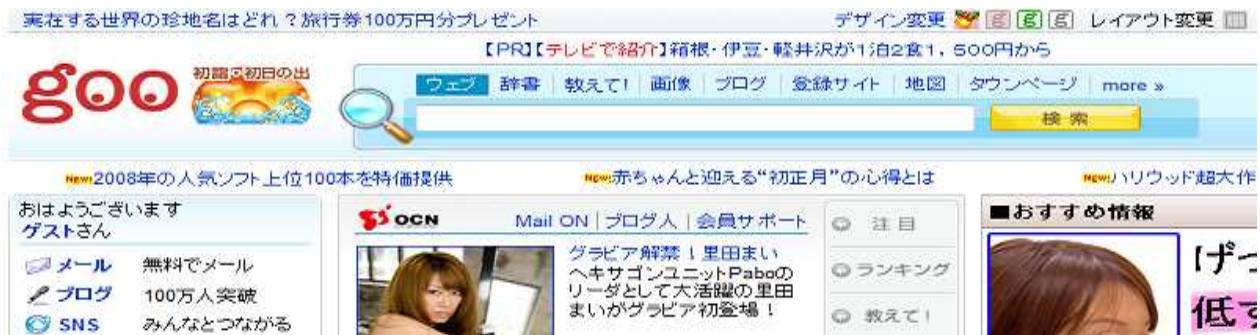 実在する世界の珍地名はどれ？旅行券100万円分プレゼント
デザイン変更 レイアウト変更
【PR】【テレビで紹介】箱根・伊豆・軽井沢が1泊2食1，500円から
goo
初詣 初日の出
ウェブ 辞書 教えて！ 画像 ブログ 登録サイト 地図 タウンページ more »
検索
New!2008年の人気ソフト上位100本を特価提供
New!赤ちゃんと迎える“初正月”の心得とは
New!ハリウッド超大作
おはようございます
ゲストさん
メール 無料でメール
ブログ 100万人突破
SNS みんなとつながる
OCN
Mail ON｜ブログ人｜会員サポート
グラビア解禁！里田まい
ヘキサゴンユニットPaboの
リーダとして大活躍の里田
まいがグラビア初登場！
注目
ランキング
教えて！
■おすすめ情報
げっ
低